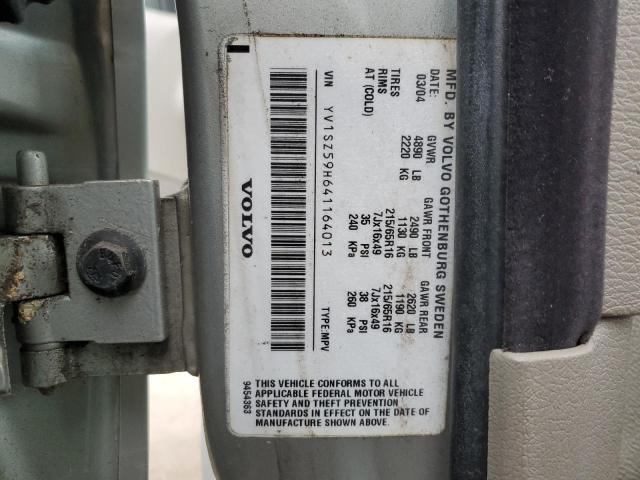 MFD. BY VOLVO GOTHENBURG SWEDEN
DATE: GVWR GAWR FRONT GAWR REAR
03/04 4890 LB 2490 LB 2620 LB
2220 KG 1130 KG 1190 KG
TIRES 215/65R16 215/65R16
RIMS 7Jx16x49 7Jx16x49
AT (COLD) 35 PSI 38 PSI
240 KPa 260 KPa
VIN YV1SZ59H641164013 TYPE:MPV
VOLVO
THIS VEHICLE CONFORMS TO ALL
APPLICABLE FEDERAL MOTOR VEHICLE
SAFETY AND THEFT PREVENTION
STANDARDS IN EFFECT ON THE DATE OF
MANUFACTURE SHOWN ABOVE.
9454363